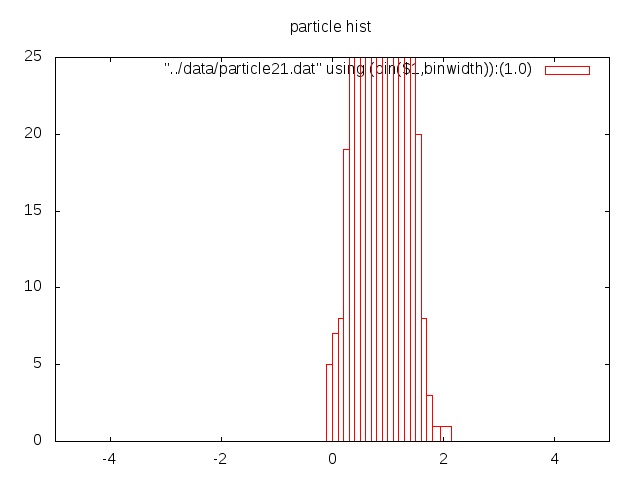 particle hist
25
"../data/particle21.dat" using (bin($1,binwidth)):(1.0)
20
15
10
5
0
-4 -2 0 2 4